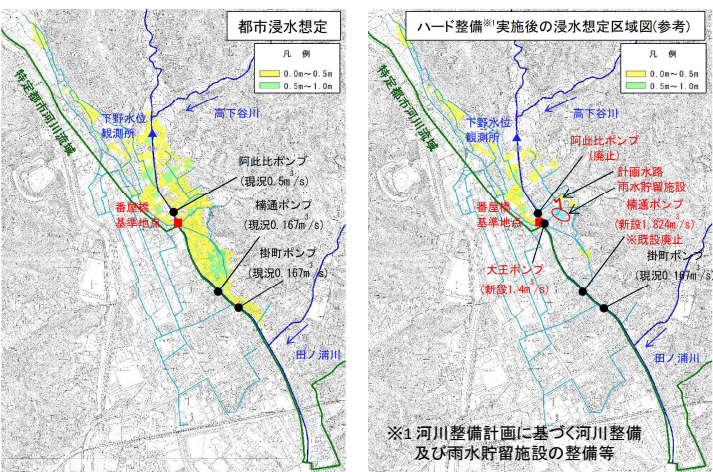 都市浸水想定
凡 例
0.0m～0.5m
0.5m～1.0m
特定都市河川流域
下野水位
観測所
高下谷川
阿此比ポンプ
(現況0.5m3/s)
楠通ポンプ
(現況0.167m3/s)
番屋橋
基準地点
掛町ポンプ
(現況0.167m3/s)
田ノ浦川
ハード整備※1実施後の浸水想定区域図(参考)
凡 例
0.0m～0.5m
0.5m～1.0m
特定都市河川流域
下野水位
観測所
高下谷川
阿此比ポンプ
(廃止)
計画水路
雨水貯留施設
楠通ポンプ
(新設1.824m3/s)
※既設廃止
番屋橋
基準地点
掛町ポンプ
(現況0.167m3/s)
大王ポンプ
(新設1.4m3/s)
田ノ浦川
※1 河川整備計画に基づく河川整備
及び雨水貯留施設の整備等